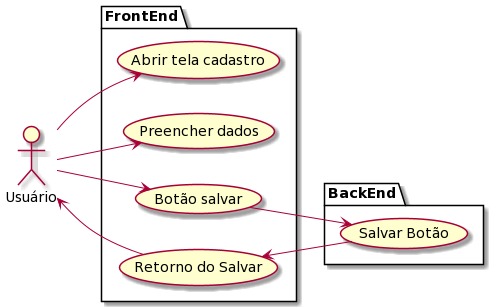 FrontEnd
Abrir tela cadastro
Preencher dados
Usuário
Botão salvar
BackEnd
Salvar Botão
Retorno do Salvar